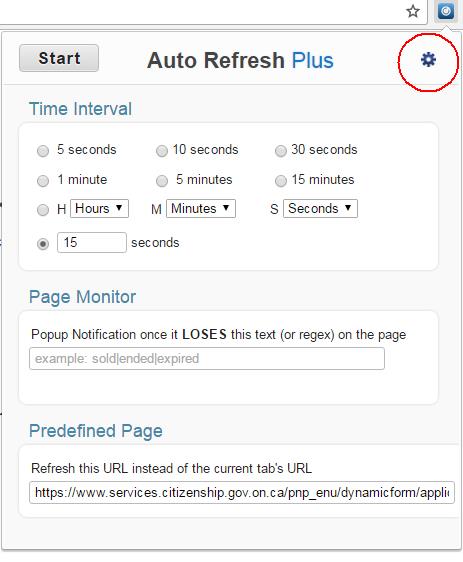 Start Auto Refresh Plus
Time Interval
5 seconds 10 seconds 30 seconds
1 minute 5 minutes 15 minutes
H Hours M Minutes S Seconds
15 seconds
Page Monitor
Popup Notification once it LOSES this text (or regex) on the page
example: sold|ended|expired
Predefined Page
Refresh this URL instead of the current tab's URL
https://www.services.citizenship.gov.on.ca/pnp_enu/dynamicform/applic